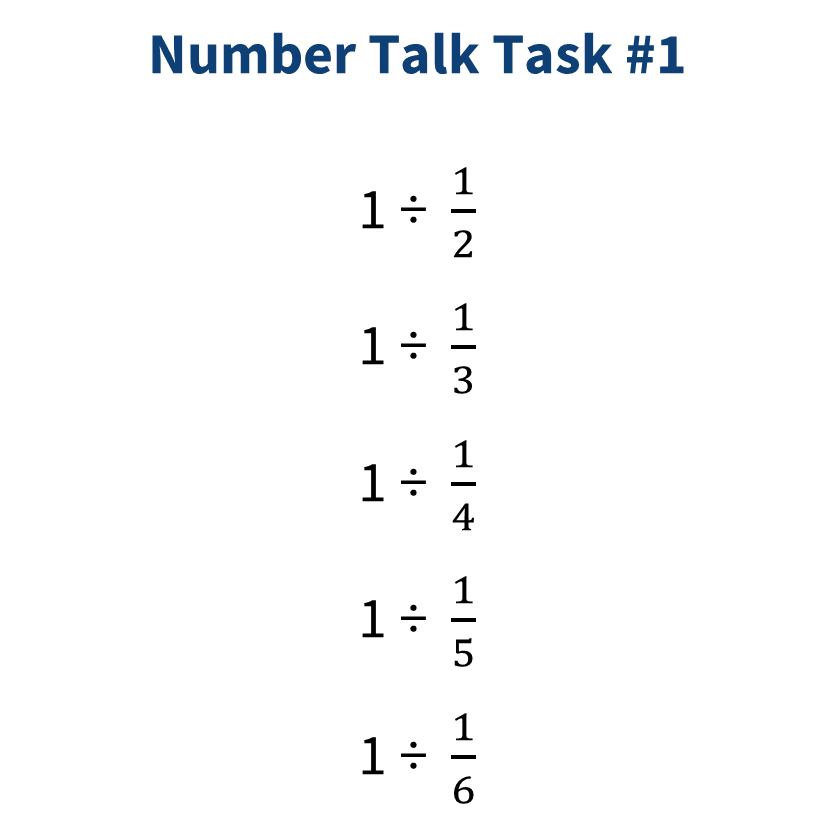 Number Talk Task #1
1 ÷ 1/2
1 ÷ 1/3
1 ÷ 1/4
1 ÷ 1/5
1 ÷ 1/6